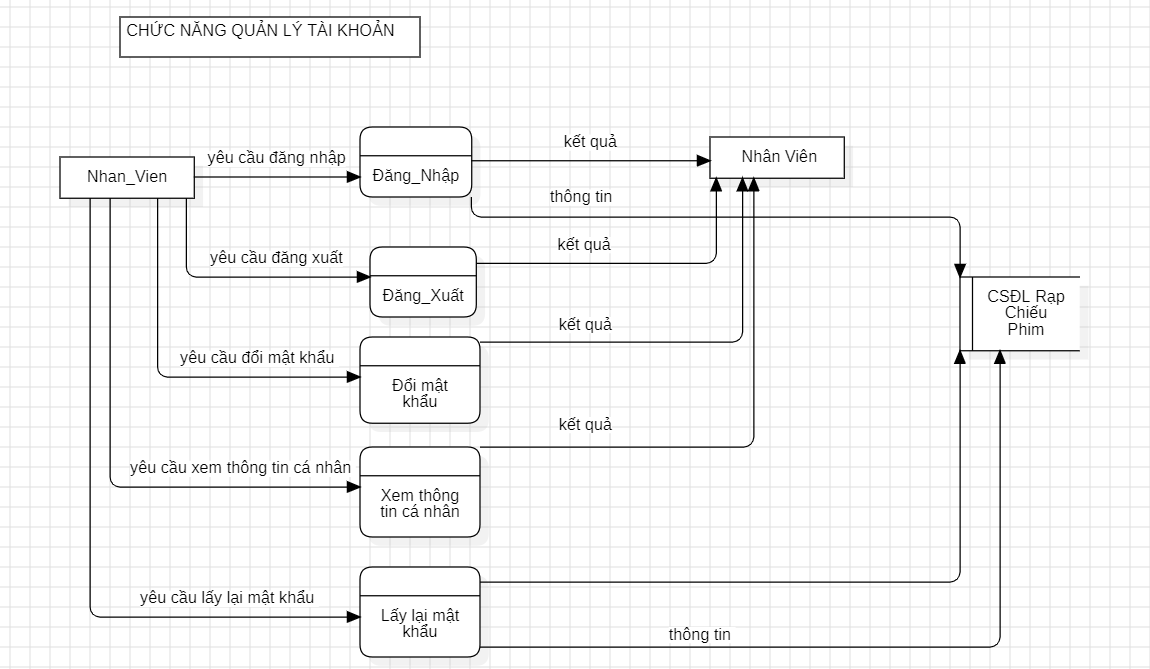 CHỨC NĂNG QUẢN LÝ TÀI KHOẢN
Nhan_Vien
yêu cầu đăng nhập
Đăng_Nhập
kết quả
Nhân Viên
thông tin
yêu cầu đăng xuất
Đăng_Xuất
kết quả
CSĐL Rạp
Chiếu
Phim
yêu cầu đổi mật khẩu
Đổi mật
khẩu
kết quả
yêu cầu xem thông tin cá nhân
Xem thông
tin cá nhân
kết quả
yêu cầu lấy lại mật khẩu
Lấy lại mật
khẩu
thông tin